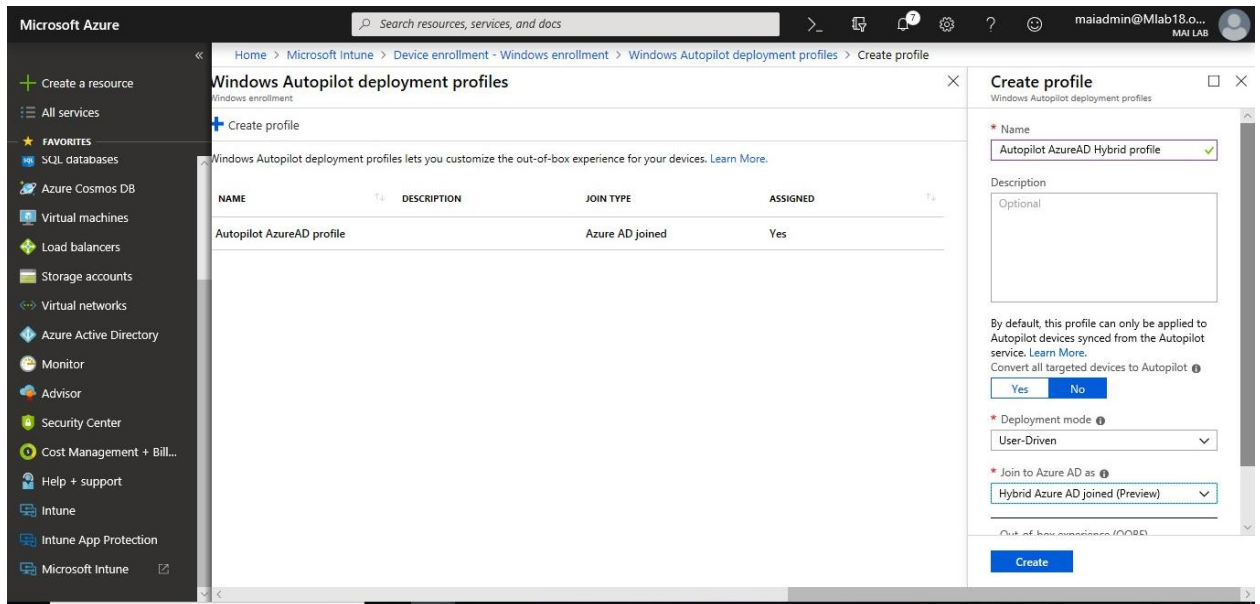 Microsoft Azure
Search resources, services, and docs
7
maiadmin@Mlab18.o...
MAI LAB
Home > Microsoft Intune > Device enrollment - Windows enrollment > Windows Autopilot deployment profiles > Create profile
Create a resource
All services
FAVORITES
SQL databases
Azure Cosmos DB
Virtual machines
Load balancers
Storage accounts
Virtual networks
Azure Active Directory
Monitor
Advisor
Security Center
Cost Management + Bill...
Help + support
Intune
Intune App Protection
Microsoft Intune
Windows Autopilot deployment profiles
Windows enrollment
Create profile
Windows Autopilot deployment profiles lets you customize the out-of-box experience for your devices. Learn More.
NAME DESCRIPTION JOIN TYPE ASSIGNED
Autopilot AzureAD profile Azure AD joined Yes
Create profile
Windows Autopilot deployment profiles
* Name
Autopilot AzureAD Hybrid profile
Description
Optional
By default, this profile can only be applied to
Autopilot devices synced from the Autopilot
service. Learn More.
Convert all targeted devices to Autopilot
Yes No
* Deployment mode
User-Driven
* Join to Azure AD as
Hybrid Azure AD joined (Preview)
Out-of-box experience (OOBE)
Create